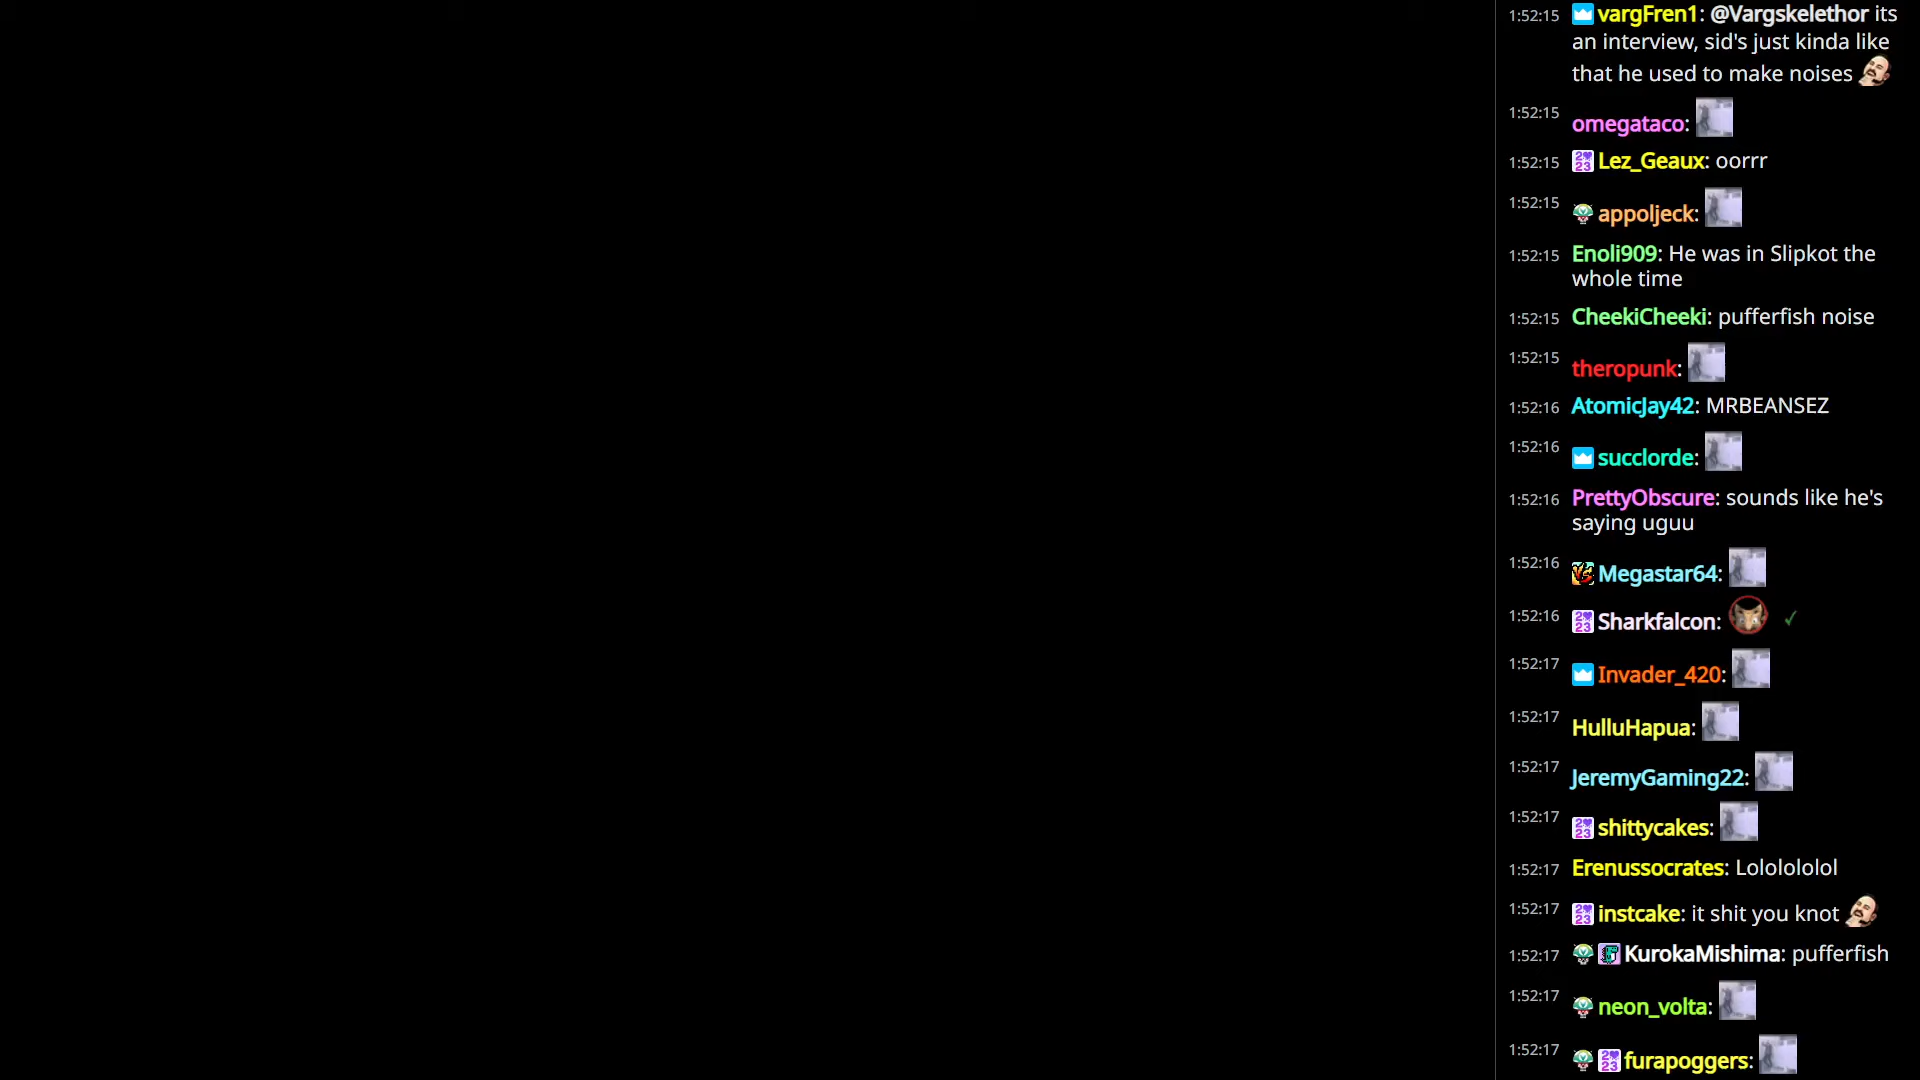 1:52:15 vargFren1: @Vargskelethor its
an interview, sid's just kinda like
that he used to make noises
1:52:15 omegataco:
1:52:15 Lez_Geaux: oorrr
1:52:15 appoljeck:
1:52:15 Enoli909: He was in Slipkot the
whole time
1:52:15 CheekiCheeki: pufferfish noise
1:52:15 theropunk:
1:52:16 AtomicJay42: MRBEANSEZ
1:52:16 succlorde:
1:52:16 PrettyObscure: sounds like he's
saying uguu
1:52:16 Megastar64:
1:52:16 Sharkfalcon:
1:52:17 Invader_420:
1:52:17 HulluHapua:
1:52:17 JeremyGaming22:
1:52:17 shittycakes:
1:52:17 Erenussocrates: Lolololololol
1:52:17 instcake: it shit you knot
1:52:17 KurokaMishima: pufferfish
1:52:17 neon_volta:
1:52:17 furapoggers: